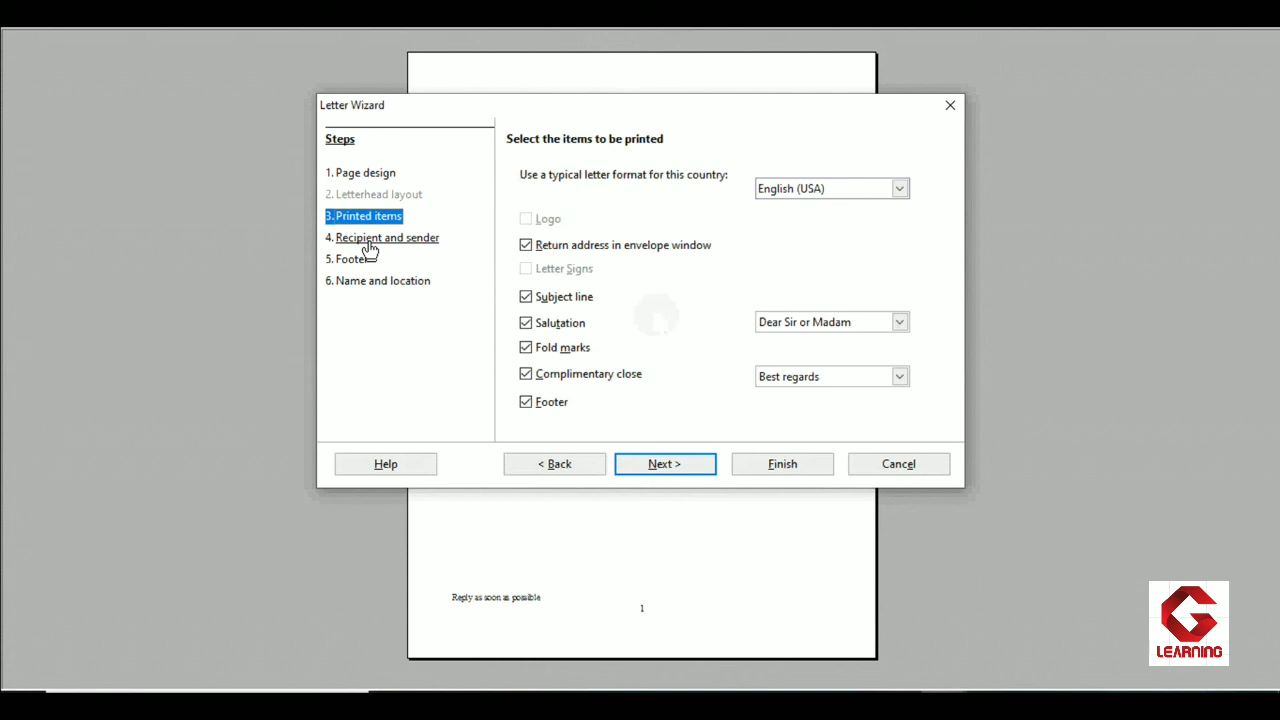 Letter Wizard
Steps
1. Page design
2. Letterhead layout
3. Printed items
4. Recipient and sender
5. Footer
6. Name and location
Select the items to be printed
Use a typical letter format for this country:
English (USA)
Logo
Return address in envelope window
Letter Signs
Subject line
Salutation
Dear Sir or Madam
Fold marks
Complimentary close
Best regards
Footer
Help
< Back
Next >
Finish
Cancel
Reply as soon as possible
1
G
LEARNING